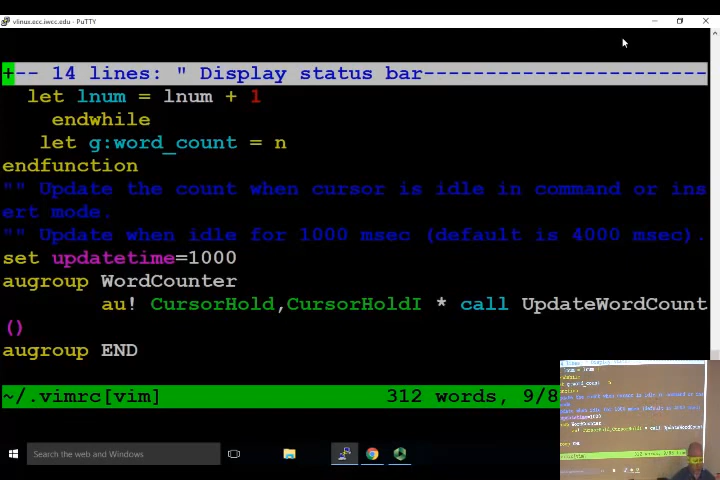 vlinux.ecc.iwcc.edu - PuTTY
+-- 14 lines: " Display status bar-----------------------
let lnum = lnum + 1
endwhile
let g:word_count = n
endfunction
"" Update the count when cursor is idle in command or ins
ert mode.
"" Update when idle for 1000 msec (default is 4000 msec).
set updatetime=1000
augroup WordCounter
au! CursorHold,CursorHoldI * call UpdateWordCount
()
augroup END
~/.vimrc[vim] 312 words, 9/8
Search the web and Windows